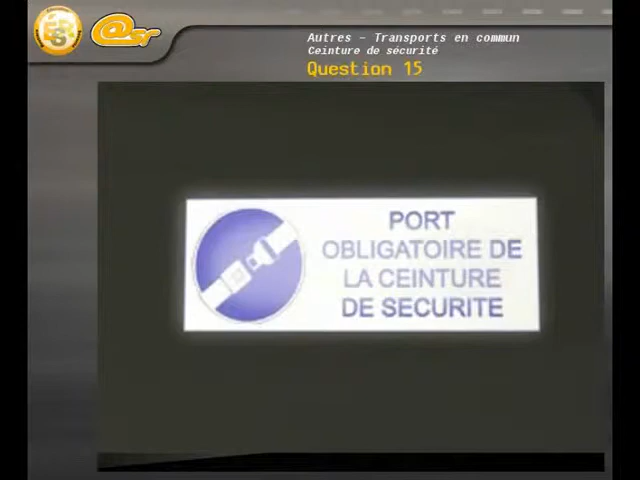 Autres - Transports en commun
Ceinture de sécurité
Question 15
PORT
OBLIGATOIRE DE
LA CEINTURE
DE SECURITE